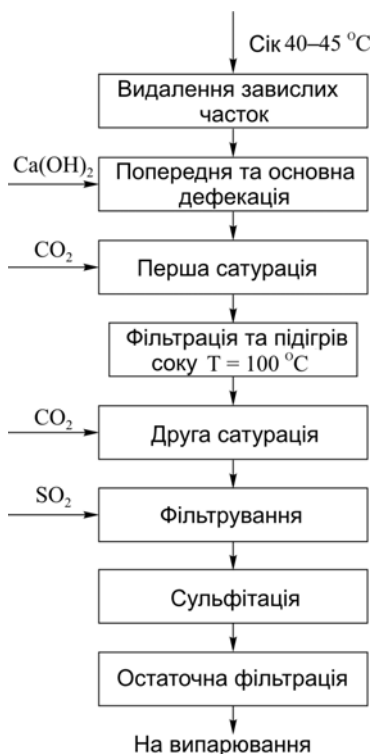 Сік 40–45 °C
Видалення завислих
часток
Ca(OH)₂
Попередня та основна
дефекація
CO₂
Перша сатурація
Фільтрація та підігрів
соку T = 100 °C
CO₂
Друга сатурація
SO₂
Фільтрування
Сульфітація
Остаточна фільтрація
На випарювання